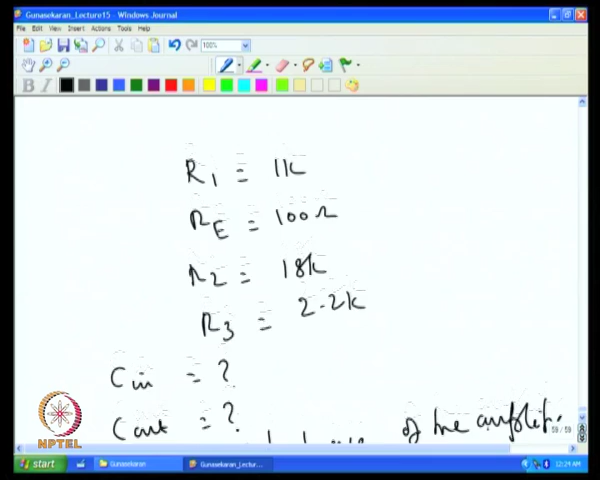 Gunasekaran_Lecture15 - Windows Journal
File Edit View Insert Actions Tools Help
100%
B I
R1 = 1K
RE = 100Ω
R2 = 18K
R3 = 2.2K
Cin = ?
Cout = ?
of the amplifier.
59 / 59
NPTEL
start Gunasekaran Gunasekaran_Lectur... 12:24 AM